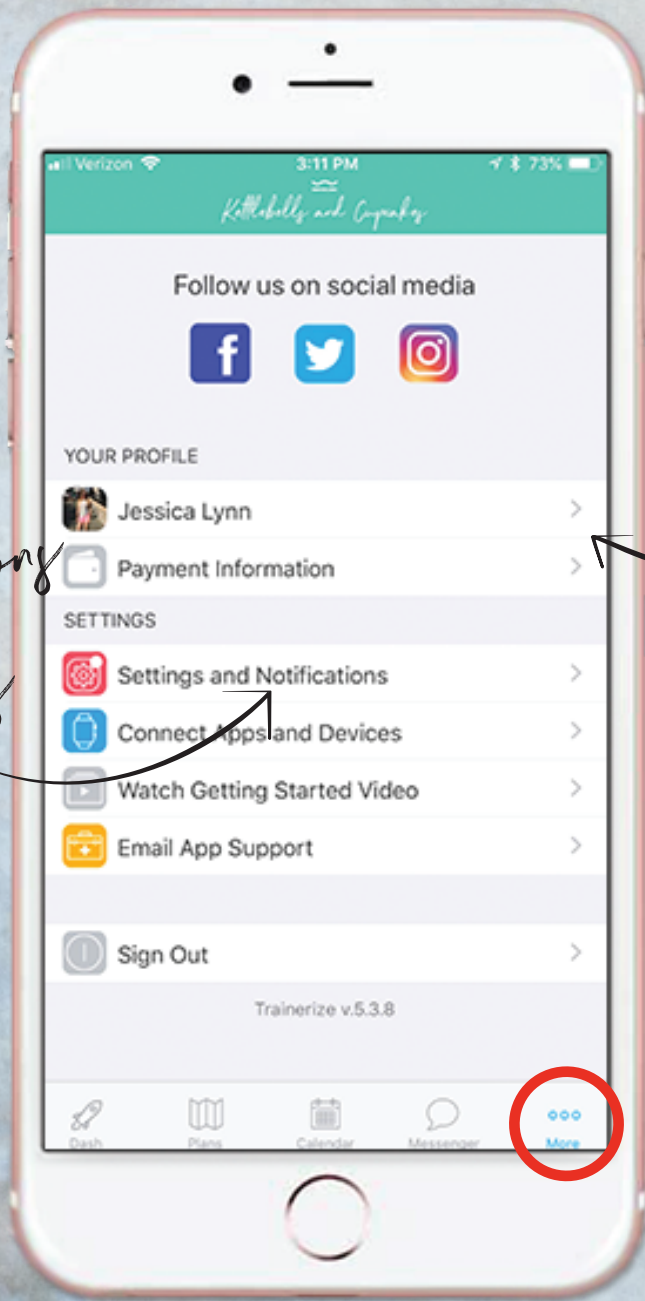 Verizon 3:11 PM 73%
Kettlebells and Cupcakes
Follow us on social media
f
YOUR PROFILE
Jessica Lynn
Payment Information
SETTINGS
Settings and Notifications
Connect Apps and Devices
Watch Getting Started Video
Email App Support
Sign Out
Trainerize v.5.3.8
Dash Plans Calendar Messenger More